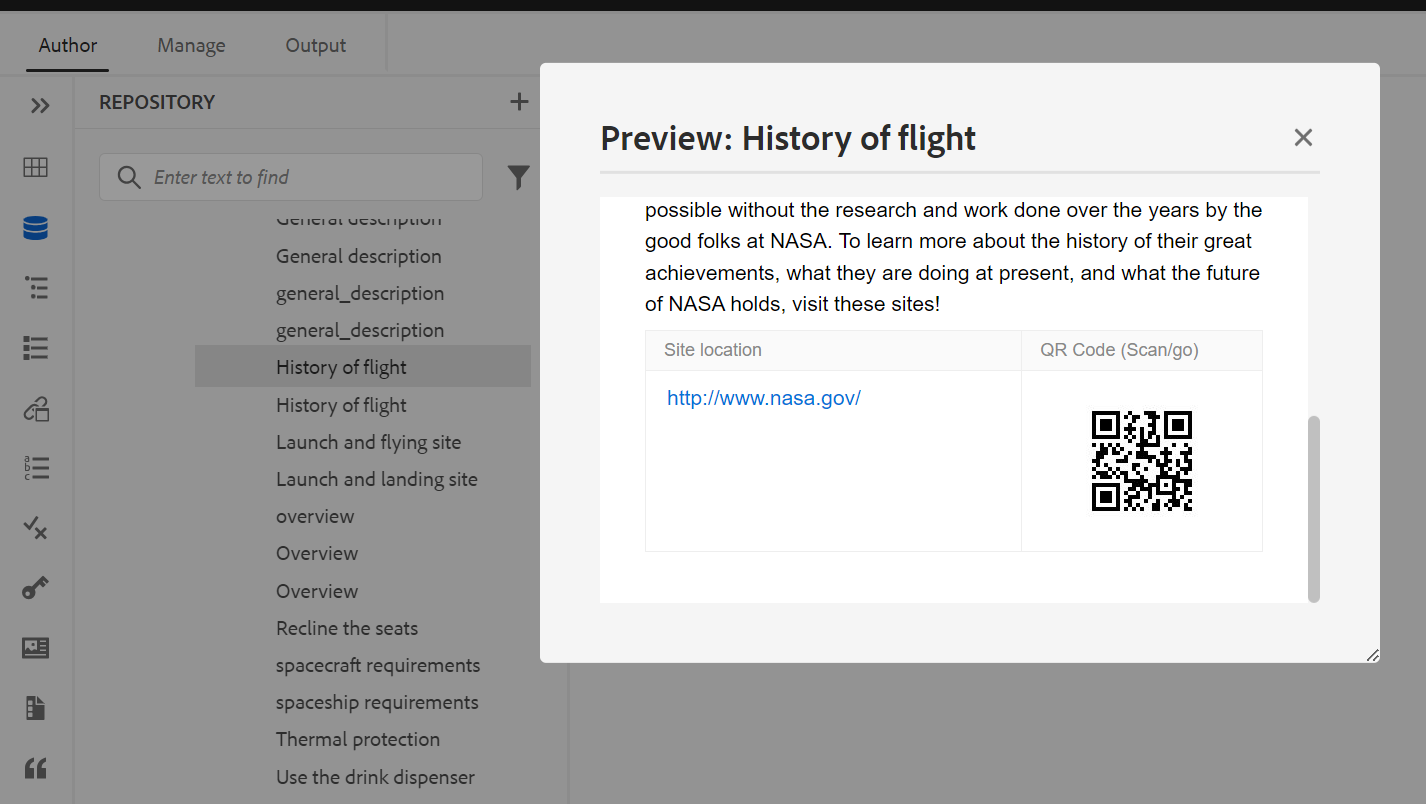 Author
Manage
Output
REPOSITORY
Enter text to find
General description
General description
general_description
general_description
History of flight
History of flight
Launch and flying site
Launch and landing site
overview
Overview
Overview
Recline the seats
spacecraft requirements
spaceship requirements
Thermal protection
Use the drink dispenser
Preview: History of flight
possible without the research and work done over the years by the
good folks at NASA. To learn more about the history of their great
achievements, what they are doing at present, and what the future
of NASA holds, visit these sites!
Site location
QR Code (Scan/go)
http://www.nasa.gov/